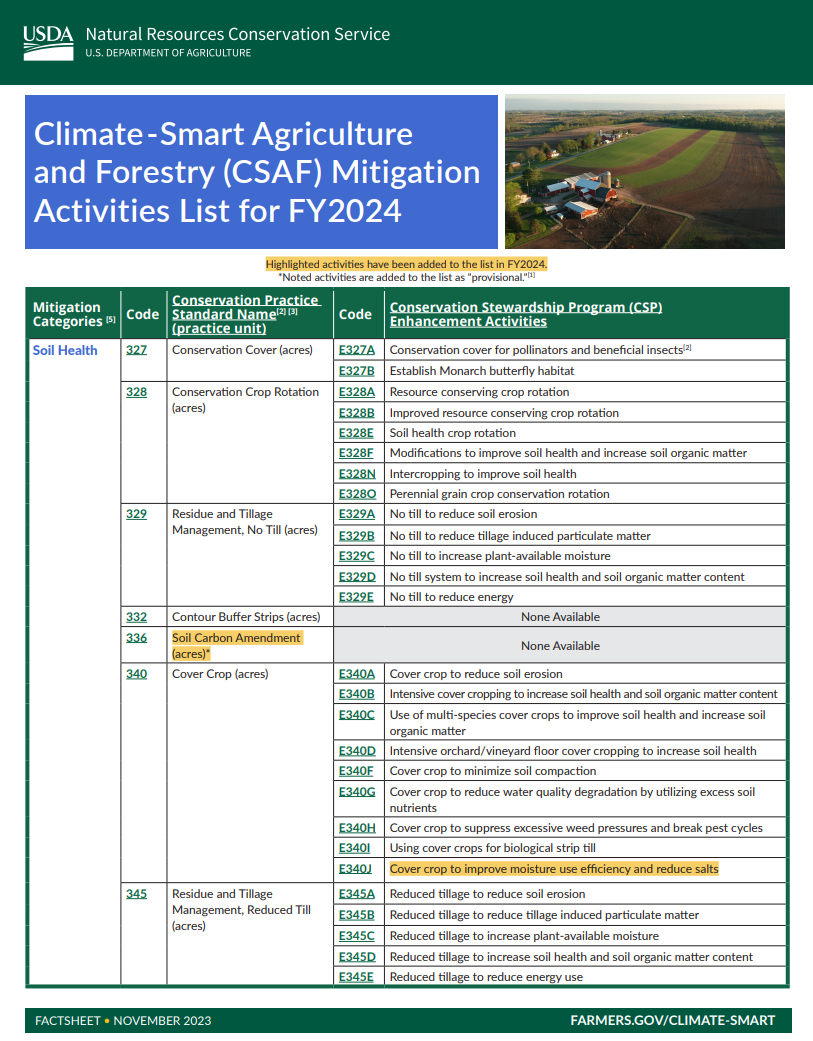 USDA
Natural Resources Conservation Service
U.S. DEPARTMENT OF AGRICULTURE
Climate-Smart Agriculture
and Forestry (CSAF) Mitigation
Activities List for FY2024
Highlighted activities have been added to the list in FY2024.
*Noted activities are added to the list as "provisional."[1]
Mitigation
Categories [5]
Code
Conservation Practice
Standard Name[2] [3]
(practice unit)
Code
Conservation Stewardship Program (CSP)
Enhancement Activities
Soil Health
327
Conservation Cover (acres)
E327A
Conservation cover for pollinators and beneficial insects[2]
E327B
Establish Monarch butterfly habitat
328
Conservation Crop Rotation
(acres)
E328A
Resource conserving crop rotation
E328B
Improved resource conserving crop rotation
E328E
Soil health crop rotation
E328F
Modifications to improve soil health and increase soil organic matter
E328N
Intercropping to improve soil health
E328O
Perennial grain crop conservation rotation
329
Residue and Tillage
Management, No Till (acres)
E329A
No till to reduce soil erosion
E329B
No till to reduce tillage induced particulate matter
E329C
No till to increase plant-available moisture
E329D
No till system to increase soil health and soil organic matter content
E329E
No till to reduce energy
332
Contour Buffer Strips (acres)
None Available
336
Soil Carbon Amendment
(acres)*
None Available
340
Cover Crop (acres)
E340A
Cover crop to reduce soil erosion
E340B
Intensive cover cropping to increase soil health and soil organic matter content
E340C
Use of multi-species cover crops to improve soil health and increase soil
organic matter
E340D
Intensive orchard/vineyard floor cover cropping to increase soil health
E340F
Cover crop to minimize soil compaction
E340G
Cover crop to reduce water quality degradation by utilizing excess soil
nutrients
E340H
Cover crop to suppress excessive weed pressures and break pest cycles
E340I
Using cover crops for biological strip till
E340J
Cover crop to improve moisture use efficiency and reduce salts
345
Residue and Tillage
Management, Reduced Till
(acres)
E345A
Reduced tillage to reduce soil erosion
E345B
Reduced tillage to reduce tillage induced particulate matter
E345C
Reduced tillage to increase plant-available moisture
E345D
Reduced tillage to increase soil health and soil organic matter content
E345E
Reduced tillage to reduce energy use
FACTSHEET • NOVEMBER 2023
FARMERS.GOV/CLIMATE-SMART